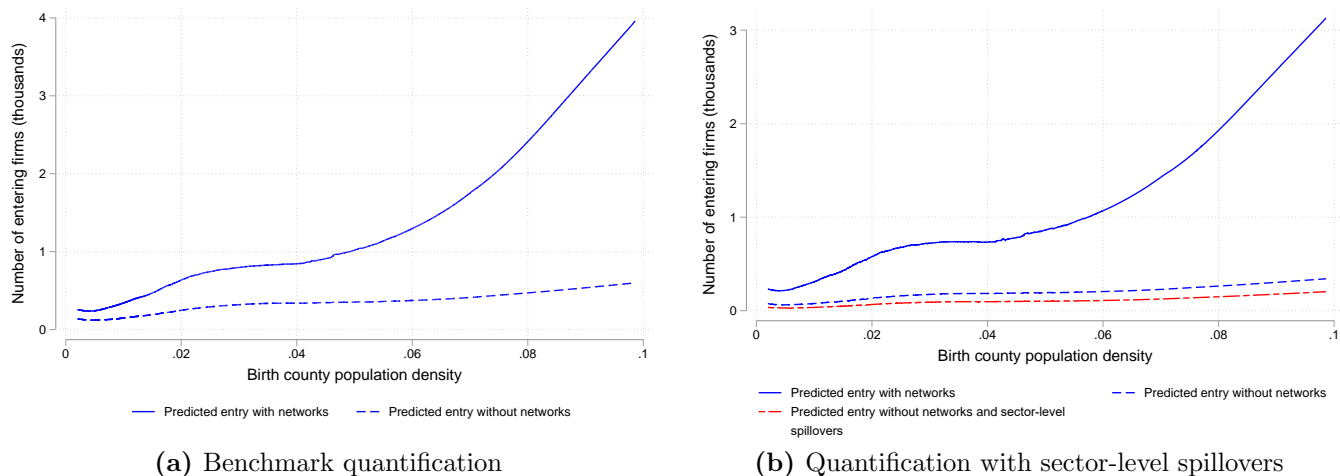 Number of entering firms (thousands)
4
3
2
1
0
0
.02
.04
.06
.08
.1
Birth county population density
Predicted entry with networks
Predicted entry without networks
(a) Benchmark quantification
Number of entering firms (thousands)
3
2
1
0
0
.02
.04
.06
.08
.1
Birth county population density
Predicted entry with networks
Predicted entry without networks
Predicted entry without networks and sector-level
spillovers
(b) Quantification with sector-level spillovers